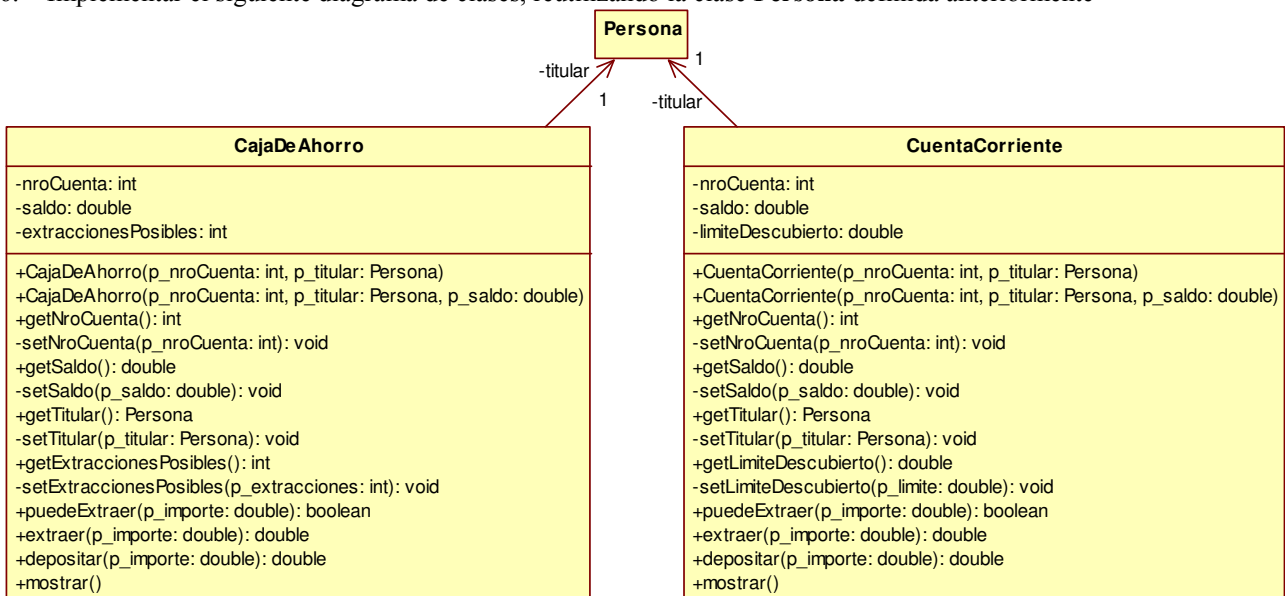 Implementar el siguiente diagrama de clases, reutilizando la clase Persona definida anteriormente
Persona
-titular
1
1
-titular
CajaDeAhorro
-nroCuenta: int
-saldo: double
-extraccionesPosibles: int
+CajaDeAhorro(p_nroCuenta: int, p_titular: Persona)
+CajaDeAhorro(p_nroCuenta: int, p_titular: Persona, p_saldo: double)
+getNroCuenta(): int
-setNroCuenta(p_nroCuenta: int): void
+getSaldo(): double
-setSaldo(p_saldo: double): void
+getTitular(): Persona
-setTitular(p_titular: Persona): void
+getExtraccionesPosibles(): int
-setExtraccionesPosibles(p_extracciones: int): void
+puedeExtraer(p_importe: double): boolean
+extraer(p_importe: double): double
+depositar(p_importe: double): double
+mostrar()
CuentaCorriente
-nroCuenta: int
-saldo: double
-limiteDescubierto: double
+CuentaCorriente(p_nroCuenta: int, p_titular: Persona)
+CuentaCorriente(p_nroCuenta: int, p_titular: Persona, p_saldo: double)
+getNroCuenta(): int
-setNroCuenta(p_nroCuenta: int): void
+getSaldo(): double
-setSaldo(p_saldo: double): void
+getTitular(): Persona
-setTitular(p_titular: Persona): void
+getLimiteDescubierto(): double
-setLimiteDescubierto(p_limite: double): void
+puedeExtraer(p_importe: double): boolean
+extraer(p_importe: double): double
+depositar(p_importe: double): double
+mostrar()